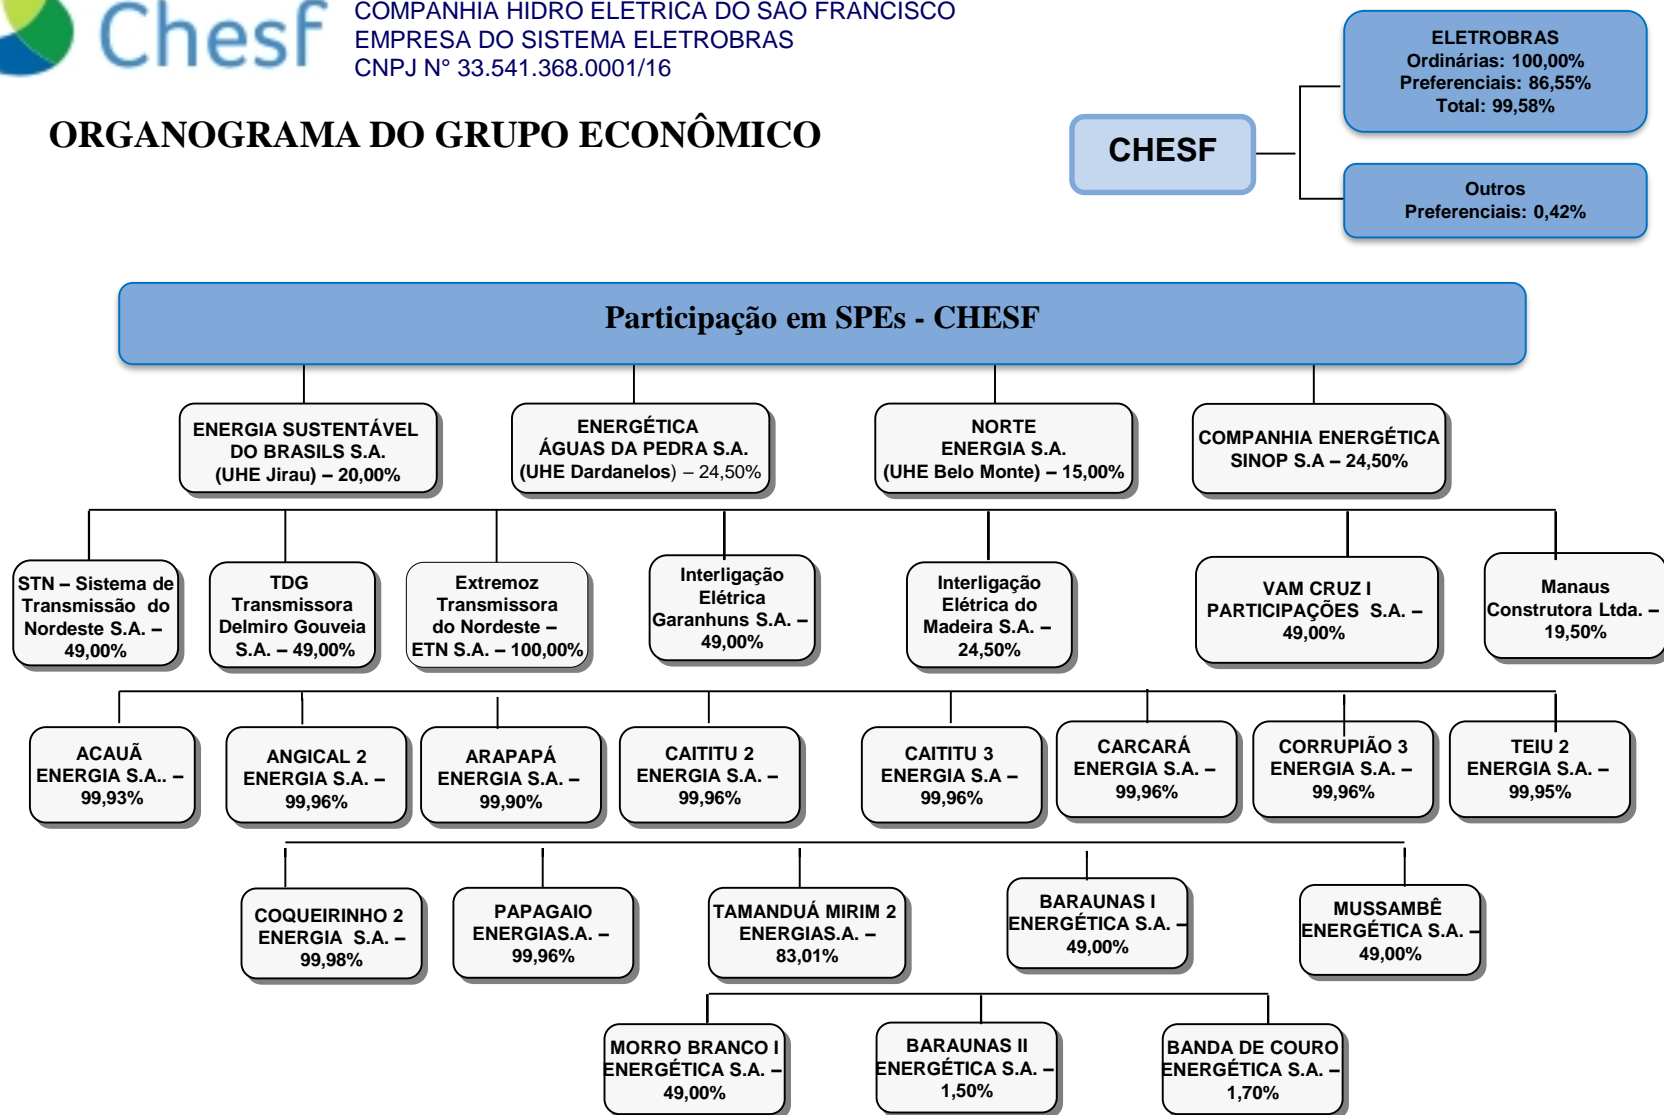 Chesf
COMPANHIA HIDRO ELÉTRICA DO SÃO FRANCISCO
EMPRESA DO SISTEMA ELETROBRAS
CNPJ N° 33.541.368.0001/16
ORGANOGRAMA DO GRUPO ECONÔMICO
CHESF
ELETROBRAS
Ordinárias: 100,00%
Preferenciais: 86,55%
Total: 99,58%
Outros
Preferenciais: 0,42%
Participação em SPEs - CHESF
ENERGIA SUSTENTÁVEL
DO BRASILS S.A.
(UHE Jirau) – 20,00%
ENERGÉTICA
ÁGUAS DA PEDRA S.A.
(UHE Dardanelos) – 24,50%
NORTE
ENERGIA S.A.
(UHE Belo Monte) – 15,00%
COMPANHIA ENERGÉTICA
SINOP S.A – 24,50%
STN – Sistema de
Transmissão do
Nordeste S.A. –
49,00%
TDG
Transmissora
Delmiro Gouveia
S.A. – 49,00%
Extremoz
Transmissora
do Nordeste –
ETN S.A. – 100,00%
Interligação
Elétrica
Garanhuns S.A. –
49,00%
Interligação
Elétrica do
Madeira S.A. –
24,50%
VAM CRUZ I
PARTICIPAÇÕES S.A. –
49,00%
Manaus
Construtora Ltda. –
19,50%
ACAUÃ
ENERGIA S.A.. –
99,93%
ANGICAL 2
ENERGIA S.A. –
99,96%
ARAPAPÁ
ENERGIA S.A. –
99,90%
CAITITU 2
ENERGIA S.A. –
99,96%
CAITITU 3
ENERGIA S.A –
99,96%
CARCARÁ
ENERGIA S.A. –
99,96%
CORRUPIÃO 3
ENERGIA S.A. –
99,96%
TEIU 2
ENERGIA S.A. –
99,95%
COQUEIRINHO 2
ENERGIA S.A. –
99,98%
PAPAGAIO
ENERGIAS.A. –
99,96%
TAMANDUÁ MIRIM 2
ENERGIAS.A. –
83,01%
BARAUNAS I
ENERGÉTICA S.A. –
49,00%
MUSSAMBÊ
ENERGÉTICA S.A. –
49,00%
MORRO BRANCO I
ENERGÉTICA S.A. –
49,00%
BARAUNAS II
ENERGÉTICA S.A. –
1,50%
BANDA DE COURO
ENERGÉTICA S.A. –
1,70%